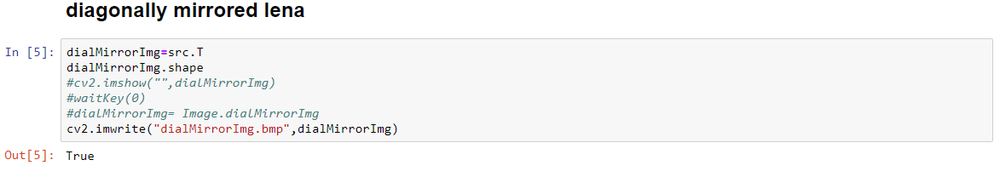 diagonally mirrored lena
In [5]: dialMirrorImg=src.T
dialMirrorImg.shape
#cv2.imshow("",dialMirrorImg)
#waitKey(0)
#dialMirrorImg= Image.dialMirrorImg
cv2.imwrite("dialMirrorImg.bmp",dialMirrorImg)
Out[5]: True